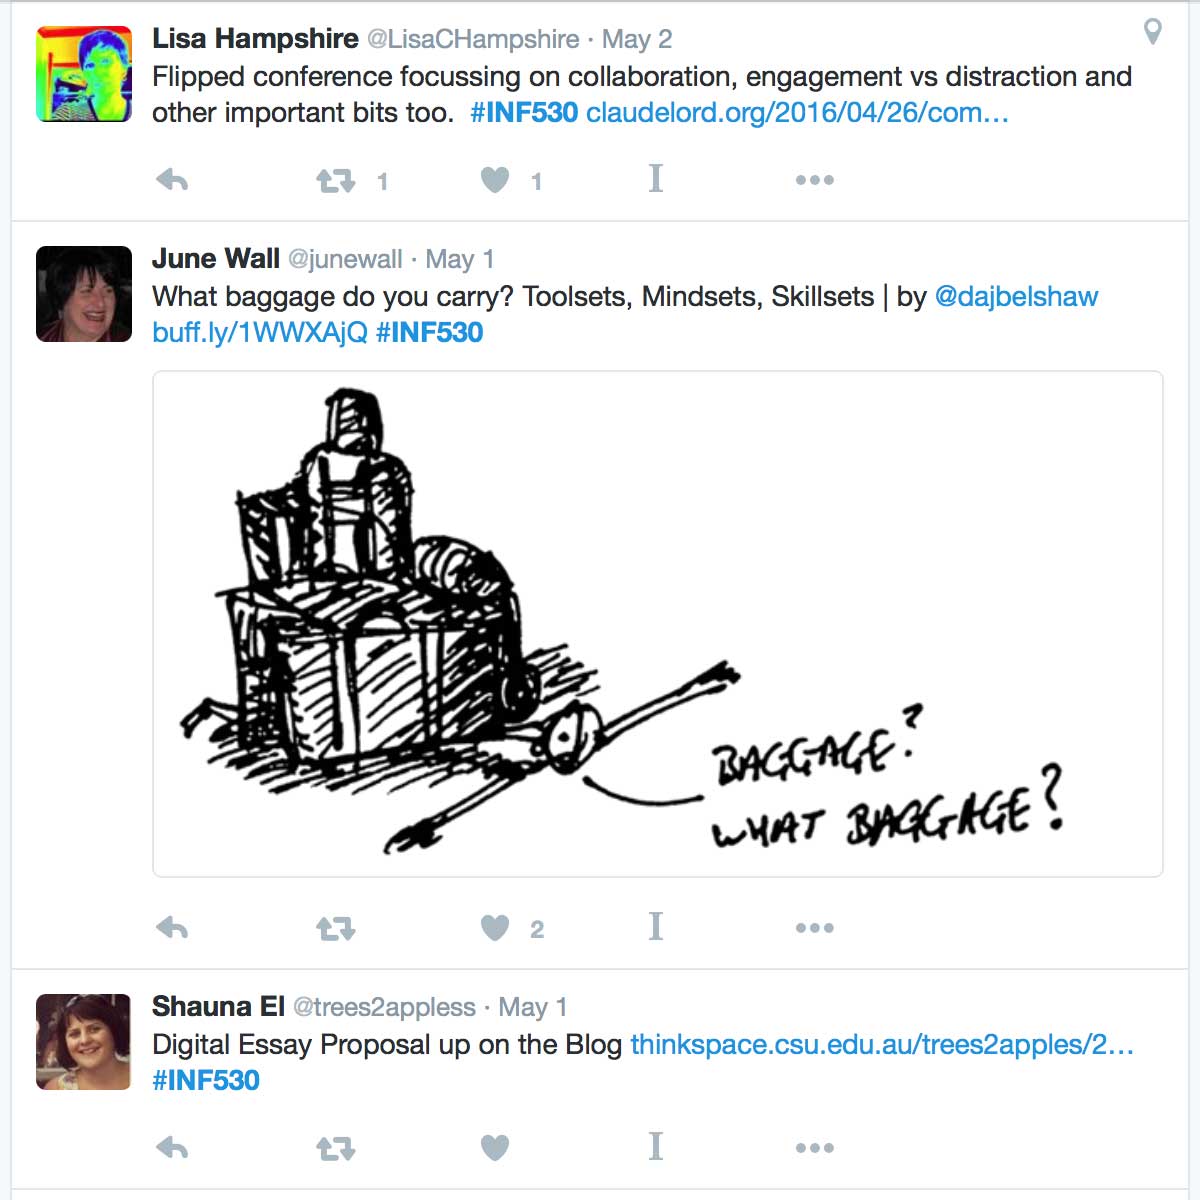 Lisa Hampshire @LisaCHampshire · May 2
Flipped conference focussing on collaboration, engagement vs distraction and
other important bits too. #INF530 claudelord.org/2016/04/26/com…
1 1
June Wall @junewall · May 1
What baggage do you carry? Toolsets, Mindsets, Skillsets | by @dajbelshaw
buff.ly/1WWXAjQ #INF530
BAGGAGE?
WHAT BAGGAGE?
2
Shauna El @trees2appless · May 1
Digital Essay Proposal up on the Blog thinkspace.csu.edu.au/trees2apples/2…
#INF530